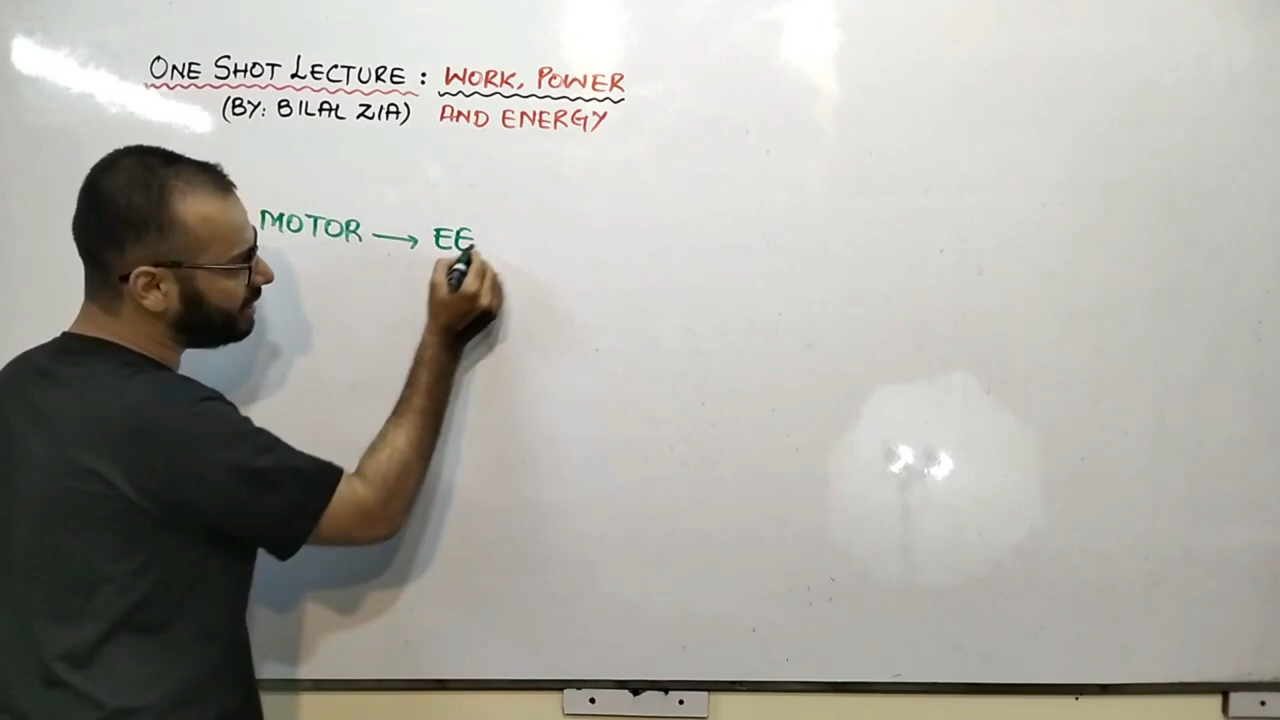 ONE SHOT LECTURE: WORK, POWER
(BY: BILAL ZIA) AND ENERGY
MOTOR → EE